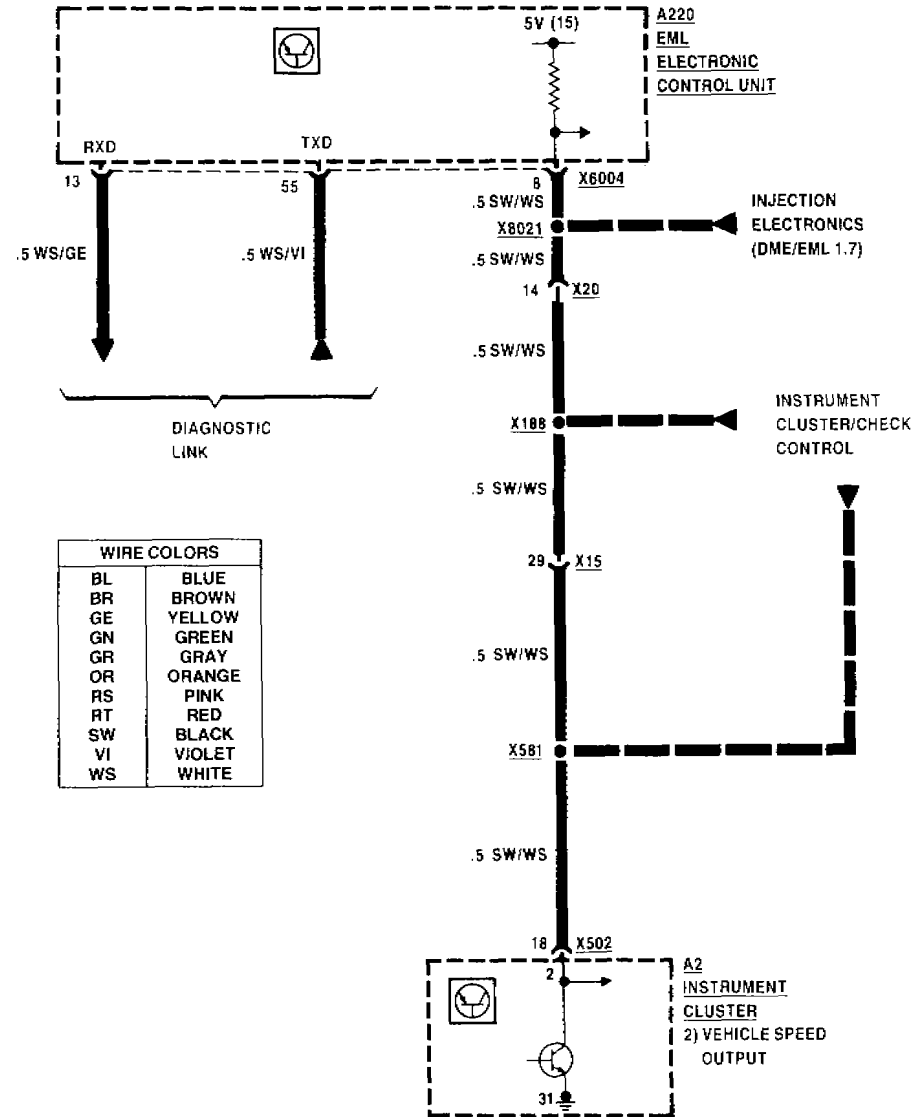 A220
EML
ELECTRONIC
CONTROL UNIT
5V (15)
RXD
TXD
13
55
8
X6004
.5 SW/WS
X8021
INJECTION
ELECTRONICS
(DME/EML 1.7)
.5 WS/GE
.5 WS/VI
.5 SW/WS
14
X20
.5 SW/WS
DIAGNOSTIC
LINK
X188
INSTRUMENT
CLUSTER/CHECK
CONTROL
.5 SW/WS
29
X15
WIRE COLORS
BL BLUE
BR BROWN
GE YELLOW
GN GREEN
GR GRAY
OR ORANGE
RS PINK
RT RED
SW BLACK
VI VIOLET
WS WHITE
.5 SW/WS
X581
.5 SW/WS
18
X502
2
A2
INSTRUMENT
CLUSTER
2) VEHICLE SPEED
OUTPUT
31